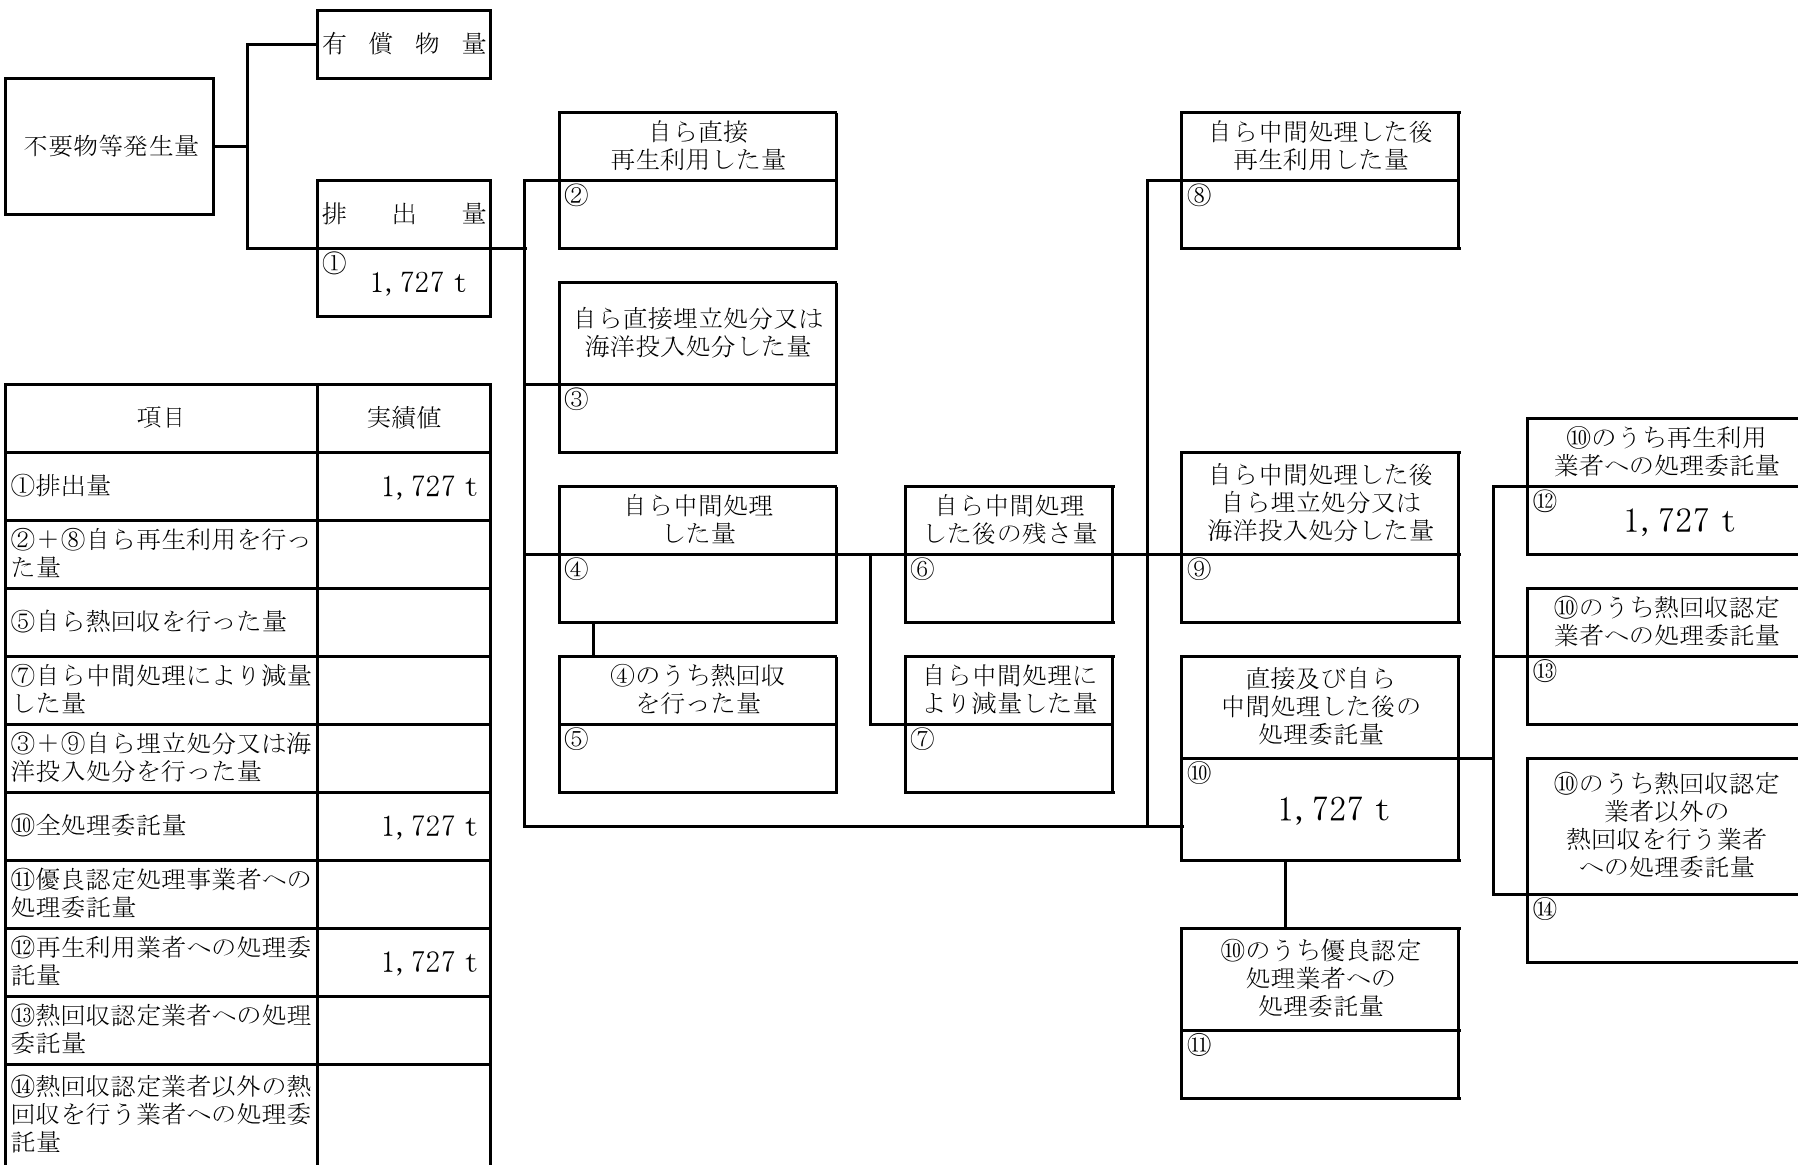 有償物量
不要物等発生量
排出量
①
1,727 t
自ら直接
再生利用した量
②
自ら直接埋立処分又は
海洋投入処分した量
③
自ら中間処理
した量
④
④のうち熱回収
を行った量
⑤
自ら中間処理
した後の残さ量
⑥
自ら中間処理に
より減量した量
⑦
自ら中間処理した後
再生利用した量
⑧
自ら中間処理した後
自ら埋立処分又は
海洋投入処分した量
⑨
直接及び自ら
中間処理した後の
処理委託量
⑩
1,727 t
⑩のうち優良認定
処理業者への
処理委託量
⑪
⑩のうち再生利用
業者への処理委託量
⑫
1,727 t
⑩のうち熱回収認定
業者への処理委託量
⑬
⑩のうち熱回収認定
業者以外の
熱回収を行う業者
への処理委託量
⑭
項目 実績値
①排出量 1,727 t
②＋⑧自ら再生利用を行っ
た量
⑤自ら熱回収を行った量
⑦自ら中間処理により減量
した量
③＋⑨自ら埋立処分又は海
洋投入処分を行った量
⑩全処理委託量 1,727 t
⑪優良認定処理事業者への
処理委託量
⑫再生利用業者への処理委
託量 1,727 t
⑬熱回収認定業者への処理
委託量
⑭熱回収認定業者以外の熱
回収を行う業者への処理委
託量